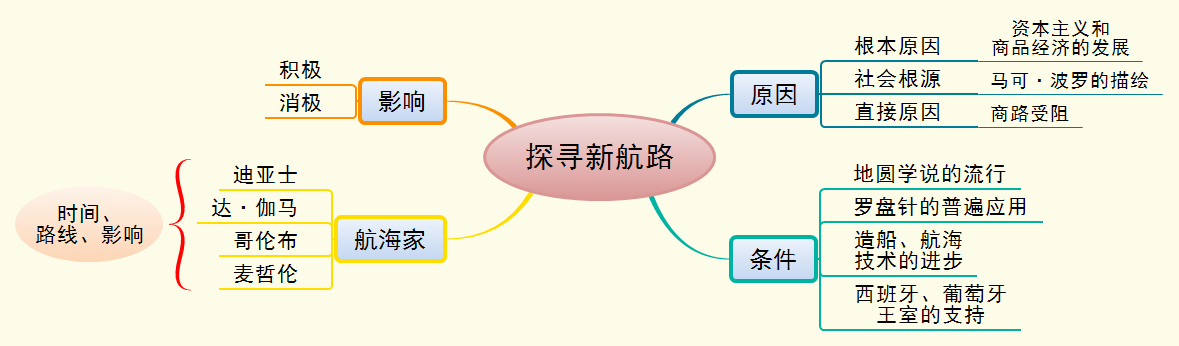 探寻新航路
原因
根本原因
资本主义和
商品经济的发展
社会根源
马可·波罗的描绘
直接原因
商路受阻
条件
地圆学说的流行
罗盘针的普遍应用
造船、航海
技术的进步
西班牙、葡萄牙
王室的支持
影响
积极
消极
航海家
迪亚士
达·伽马
哥伦布
麦哲伦
时间、
路线、影响